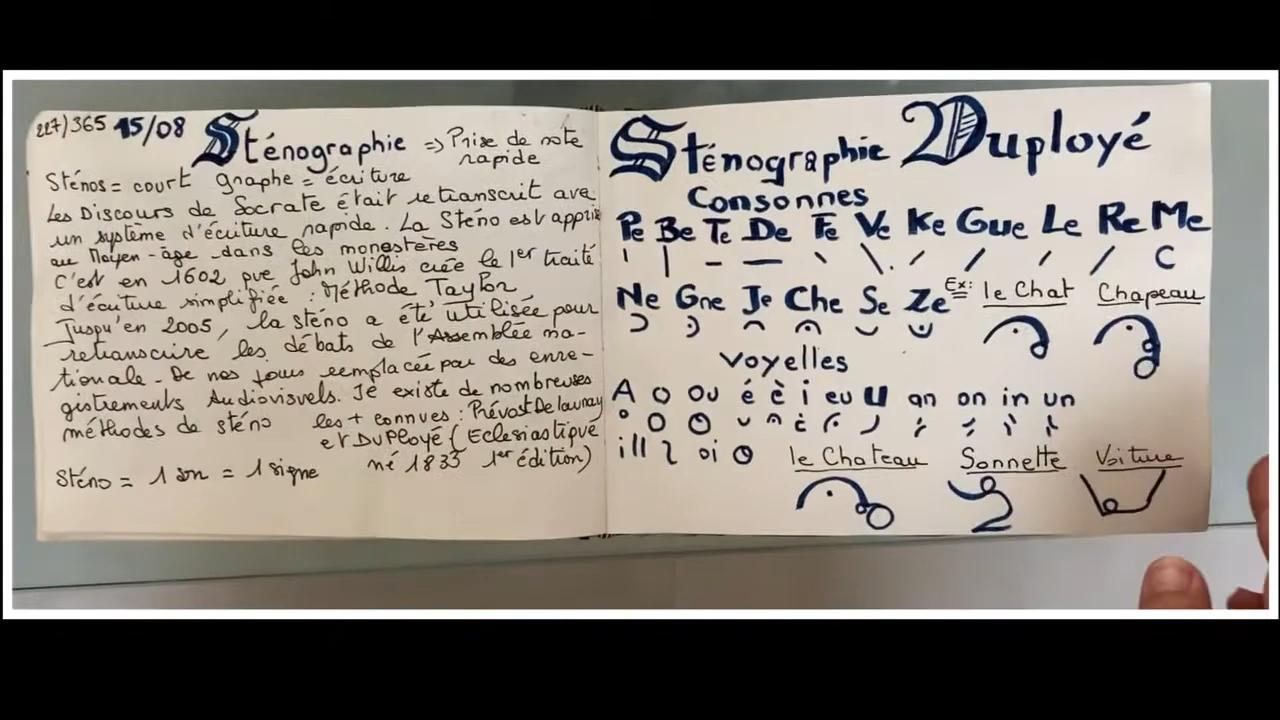 227/365 15/08 Sténographie => Prise de note rapide
Sténos = court graphe = écriture
Les Discours de Socrate était retranscrit ave
un système d'éciture rapide. La Sténo est appri
au Moyen-âge dans les monastères
C'est en 1602 que John Willis crée le 1er traité
d'écriture simplifiée : Méthode Taylor
Jusqu'en 2005, la sténo a été utilisée pour
retranscrire les débats de l'Assemblée na-
tionale - De nos jours remplacée par des enre-
gistrements Audiovisuels. Ie existe de nombreuses
méthodes de sténo les + connues : Prévost Delaunay
et DuPloyé (Eclesiastique
né 1835 1er édition)
Sténo = 1 son = 1 signe
Sténographie Duployé
Consonnes
Pe Be Te De Fe Ve Ke Gue Le Re Me
Ne Gne Je Che Se Ze Ex: le Chat Chapeau
Voyelles
A o ou é è i eu u an on in un
ill oi le Chateau Sonnette Voiture